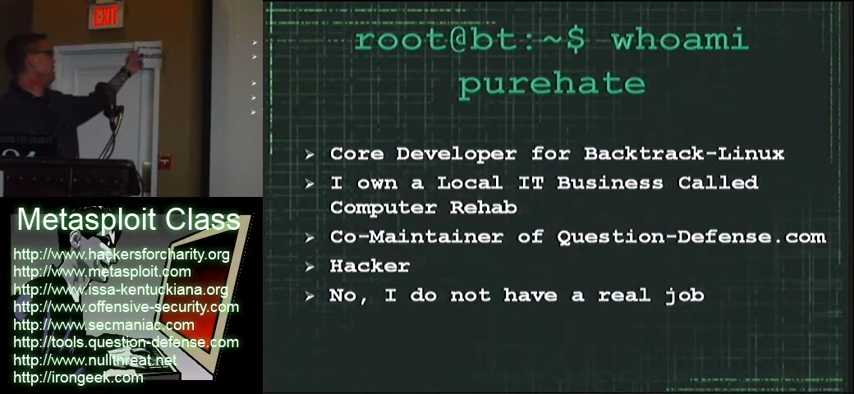 EXIT
root@bt:~$ whoami
purehate
➢ Core Developer for Backtrack-Linux
➢ I own a Local IT Business Called
Computer Rehab
➢ Co-Maintainer of Question-Defense.com
➢ Hacker
➢ No, I do not have a real job
Metasploit Class
http://www.hackersforcharity.org
http://www.metasploit.com
http://www.issa-kentuckiana.org
http://www.offensive-security.com
http://www.secmaniac.com
http://tools.question-defense.com
http://www.nullthreat.net
http://irongeek.com